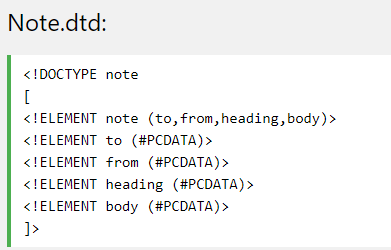 Note.dtd:
<!DOCTYPE note
[
<!ELEMENT note (to,from,heading,body)>
<!ELEMENT to (#PCDATA)>
<!ELEMENT from (#PCDATA)>
<!ELEMENT heading (#PCDATA)>
<!ELEMENT body (#PCDATA)>
]>